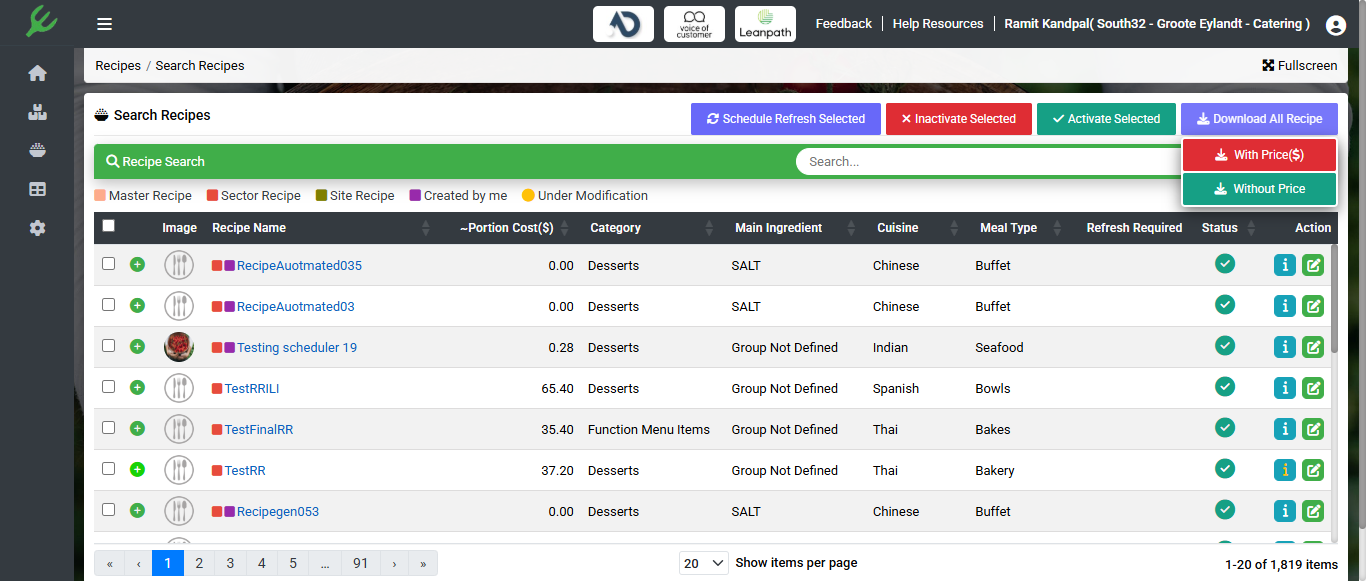 voice of
customer
Leanpath
Feedback
Help Resources
Ramit Kandpal( South32 - Groote Eylandt - Catering )
Recipes / Search Recipes
Fullscreen
Search Recipes
Schedule Refresh Selected
Inactivate Selected
Activate Selected
Download All Recipe
With Price($)
Without Price
Recipe Search
Search...
Master Recipe Sector Recipe Site Recipe Created by me Under Modification
Image Recipe Name ~Portion Cost($) Category Main Ingredient Cuisine Meal Type Refresh Required Status Action
RecipeAuotmated035 0.00 Desserts SALT Chinese Buffet
RecipeAuotmated03 0.00 Desserts SALT Chinese Buffet
Testing scheduler 19 0.28 Desserts Group Not Defined Indian Seafood
TestRRILI 65.40 Desserts Group Not Defined Spanish Bowls
TestFinalRR 35.40 Function Menu Items Group Not Defined Thai Bakes
TestRR 37.20 Desserts Group Not Defined Thai Bakery
Recipegen053 0.00 Desserts SALT Chinese Buffet
« ‹ 1 2 3 4 5 ... 91 › »
20 Show items per page
1-20 of 1,819 items